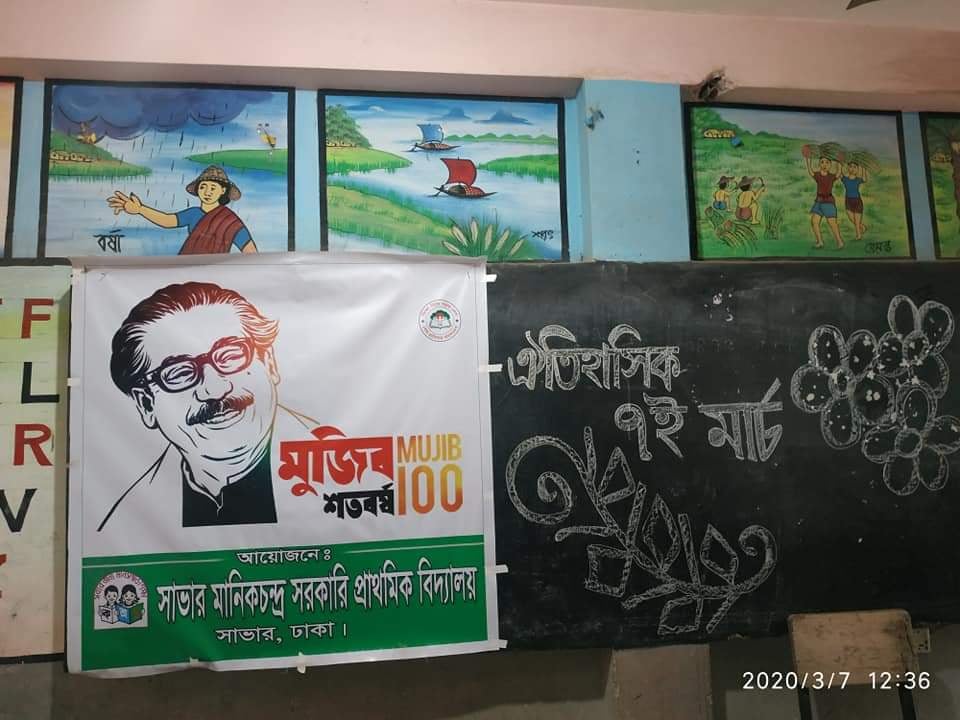 বর্ষা
শরৎ
হেমন্ত
F
L
R
V
মুজিব
শতবর্ষ
MUJIB
100
আয়োজনেঃ
সাভার মানিকচন্দ্র সরকারি প্রাথমিক বিদ্যালয়
সাভার, ঢাকা।
ঐতিহাসিক
৭ই মার্চ
2020/3/7 12:36